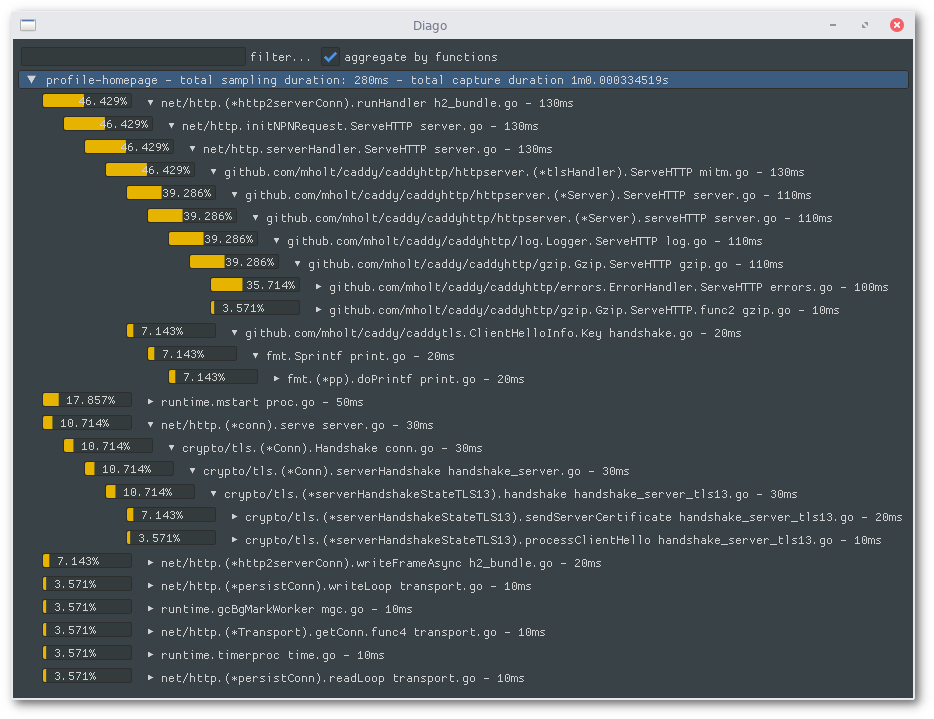 Diago
filter... aggregate by functions
profile-homepage - total sampling duration: 280ms - total capture duration 1m0.000334519s
46.429% net/http.(*http2serverConn).runHandler h2_bundle.go - 130ms
46.429% net/http.initNPNRequest.ServeHTTP server.go - 130ms
46.429% net/http.serverHandler.ServeHTTP server.go - 130ms
46.429% github.com/mholt/caddy/caddyhttp/httpserver.(*tlsHandler).ServeHTTP mitm.go - 130ms
39.286% github.com/mholt/caddy/caddyhttp/httpserver.(*Server).ServeHTTP server.go - 110ms
39.286% github.com/mholt/caddy/caddyhttp/httpserver.(*Server).serveHTTP server.go - 110ms
39.286% github.com/mholt/caddy/caddyhttp/log.Logger.ServeHTTP log.go - 110ms
39.286% github.com/mholt/caddy/caddyhttp/gzip.Gzip.ServeHTTP gzip.go - 110ms
35.714% github.com/mholt/caddy/caddyhttp/errors.ErrorHandler.ServeHTTP errors.go - 100ms
3.571% github.com/mholt/caddy/caddyhttp/gzip.Gzip.ServeHTTP.func2 gzip.go - 10ms
7.143% github.com/mholt/caddy/caddytls.ClientHelloInfo.Key handshake.go - 20ms
7.143% fmt.Sprintf print.go - 20ms
7.143% fmt.(*pp).doPrintf print.go - 20ms
17.857% runtime.mstart proc.go - 50ms
10.714% net/http.(*conn).serve server.go - 30ms
10.714% crypto/tls.(*Conn).Handshake conn.go - 30ms
10.714% crypto/tls.(*Conn).serverHandshake handshake_server.go - 30ms
10.714% crypto/tls.(*serverHandshakeStateTLS13).handshake handshake_server_tls13.go - 30ms
7.143% crypto/tls.(*serverHandshakeStateTLS13).sendServerCertificate handshake_server_tls13.go - 20ms
3.571% crypto/tls.(*serverHandshakeStateTLS13).processClientHello handshake_server_tls13.go - 10ms
7.143% net/http.(*http2serverConn).writeFrameAsync h2_bundle.go - 20ms
3.571% net/http.(*persistConn).writeLoop transport.go - 10ms
3.571% runtime.gcBgMarkWorker mgc.go - 10ms
3.571% net/http.(*Transport).getConn.func4 transport.go - 10ms
3.571% runtime.timerproc time.go - 10ms
3.571% net/http.(*persistConn).readLoop transport.go - 10ms